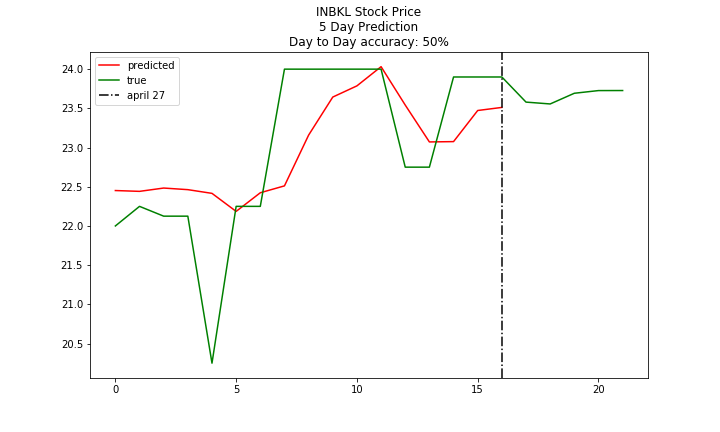 INBKL Stock Price
5 Day Prediction
Day to Day accuracy: 50%
predicted
true
april 27
24.0
23.5
23.0
22.5
22.0
21.5
21.0
20.5
0 5 10 15 20